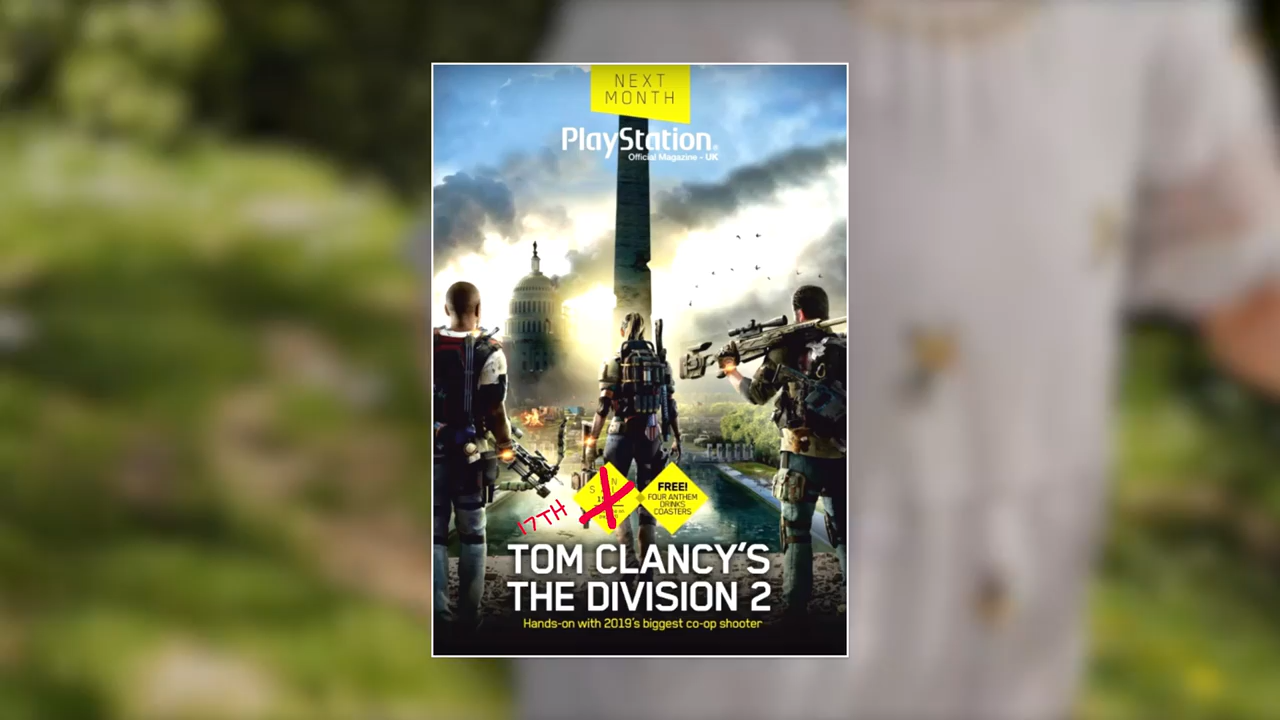 NEXT
MONTH
PlayStation®
Official Magazine - UK
FREE!
FOUR ANTHEM
DRINKS
COASTERS
17TH
TOM CLANCY'S
THE DIVISION 2
Hands-on with 2019's biggest co-op shooter